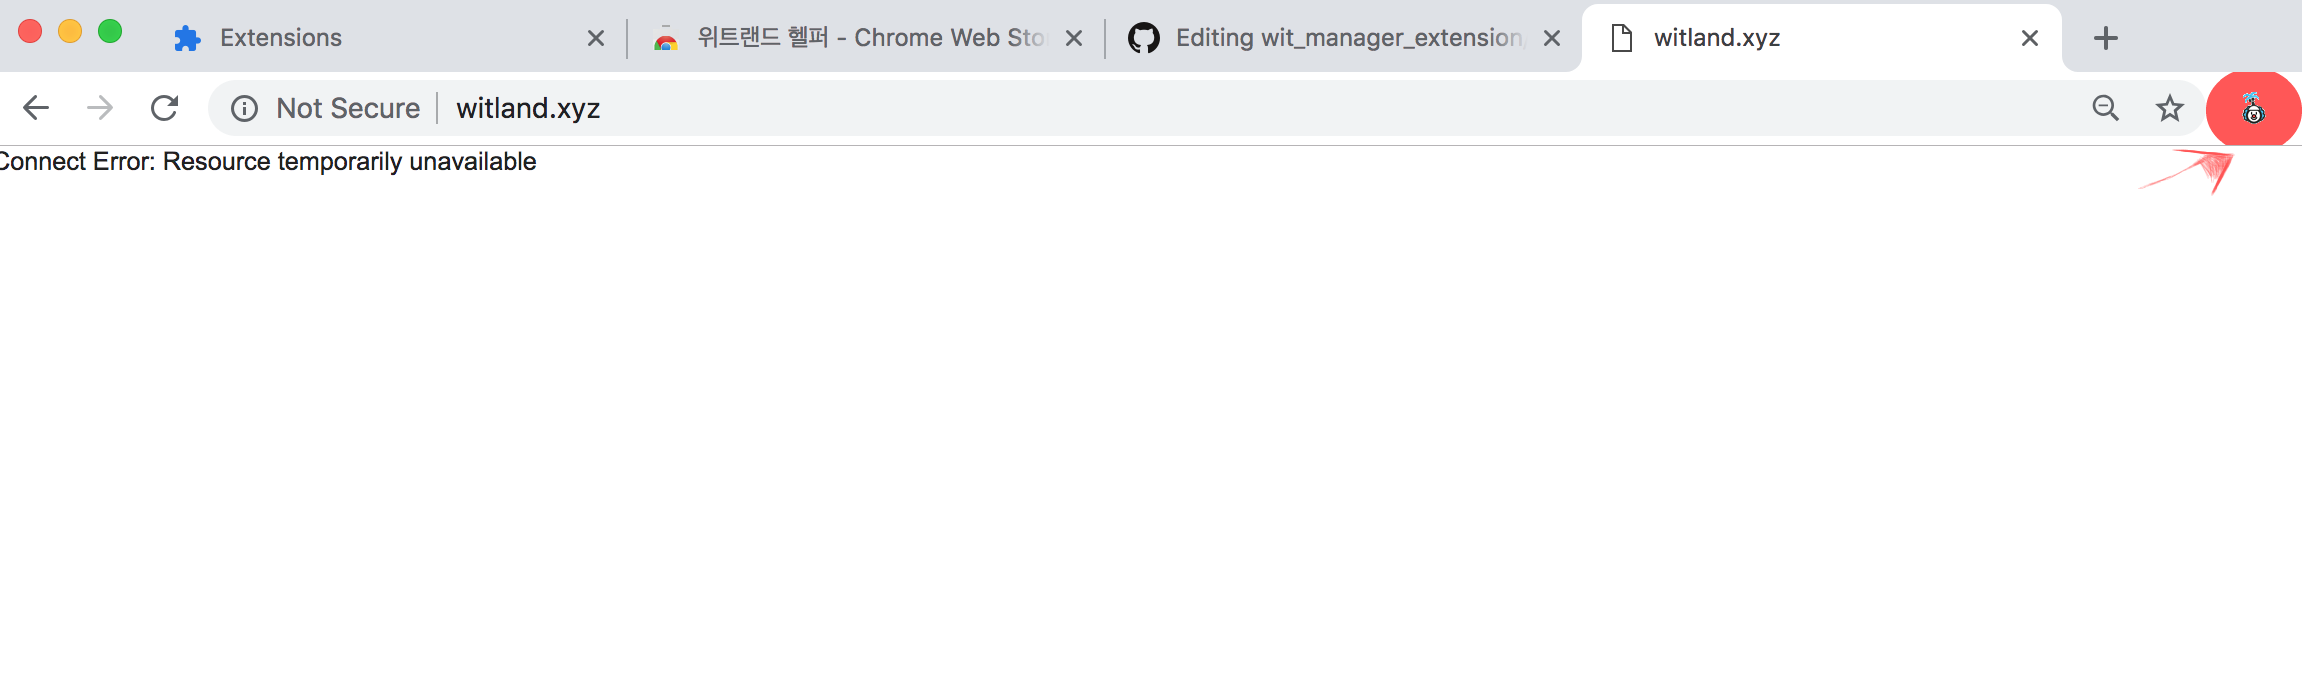 Extensions
위트랜드 헬퍼 - Chrome Web Sto
Editing wit_manager_extension
witland.xyz
Not Secure
witland.xyz
Connect Error: Resource temporarily unavailable